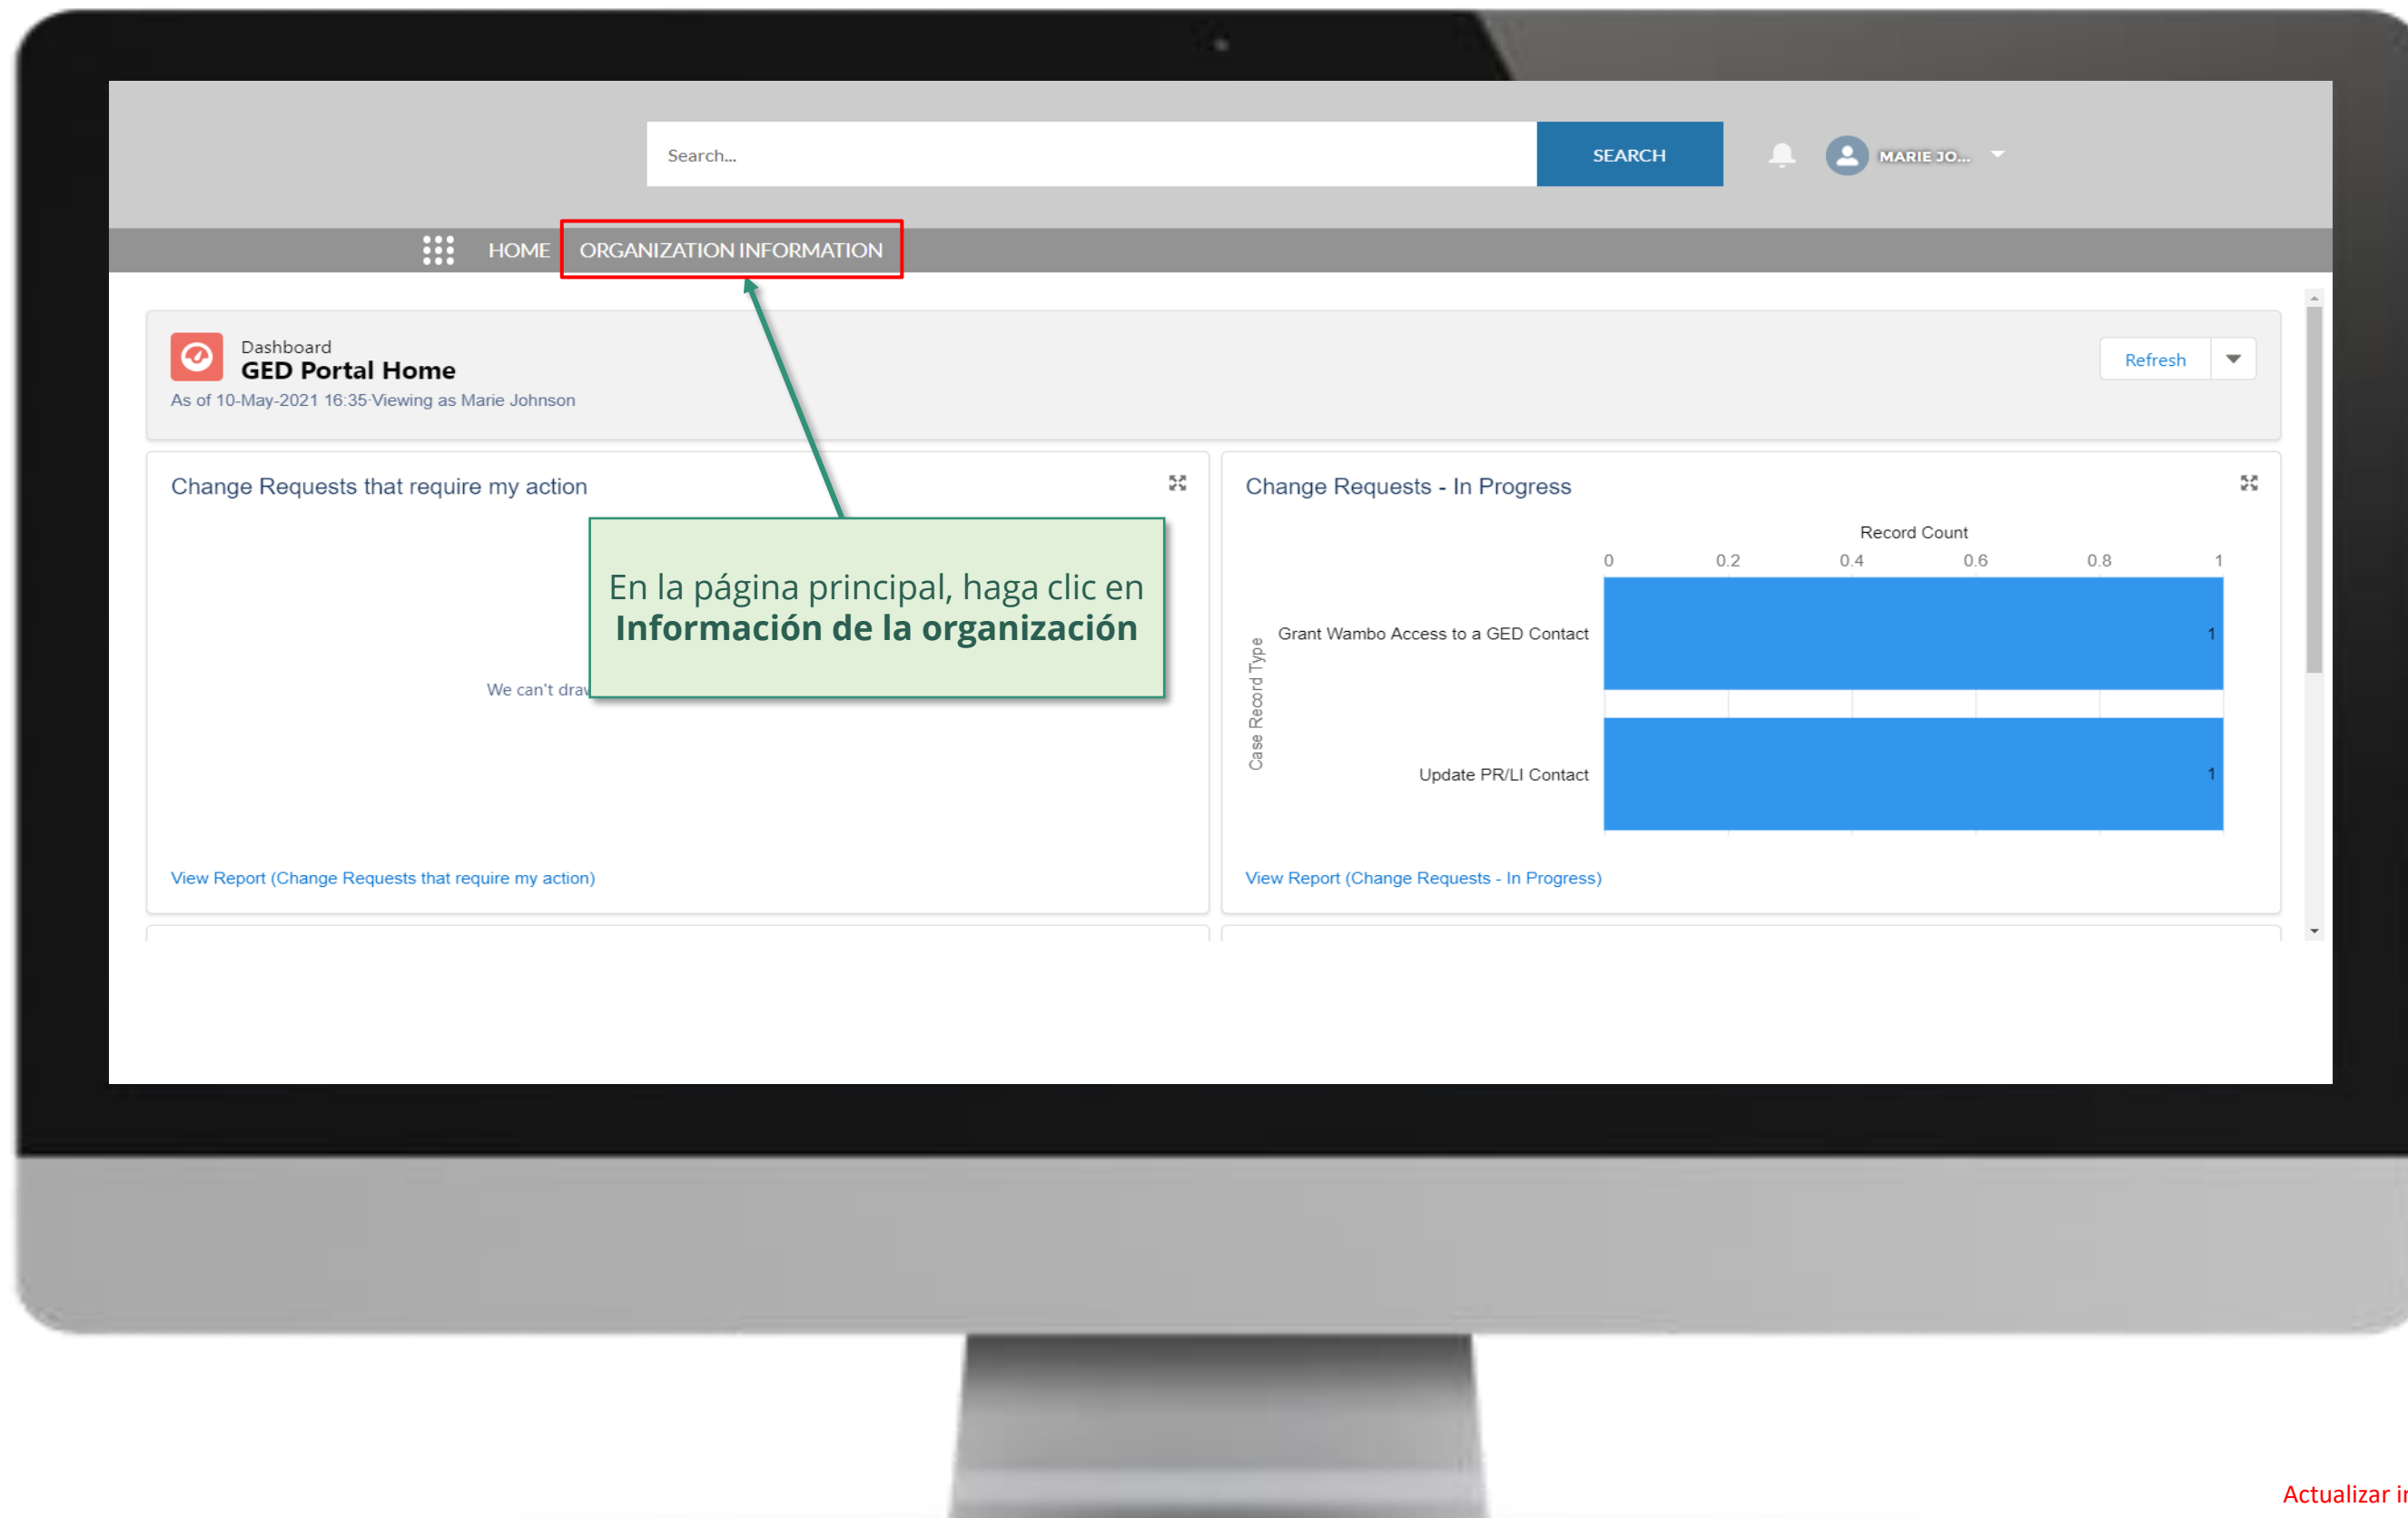 Search...
SEARCH
MARIE JO...
HOME
ORGANIZATION INFORMATION
Dashboard
GED Portal Home
As of 10-May-2021 16:35·Viewing as Marie Johnson
Refresh
Change Requests that require my action
We can't
En la página principal, haga clic en
Información de la organización
View Report (Change Requests that require my action)
Change Requests - In Progress
Record Count
0 0.2 0.4 0.6 0.8 1
Case Record Type
Grant Wambo Access to a GED Contact
1
Update PR/LI Contact
1
View Report (Change Requests - In Progress)
Actualizar